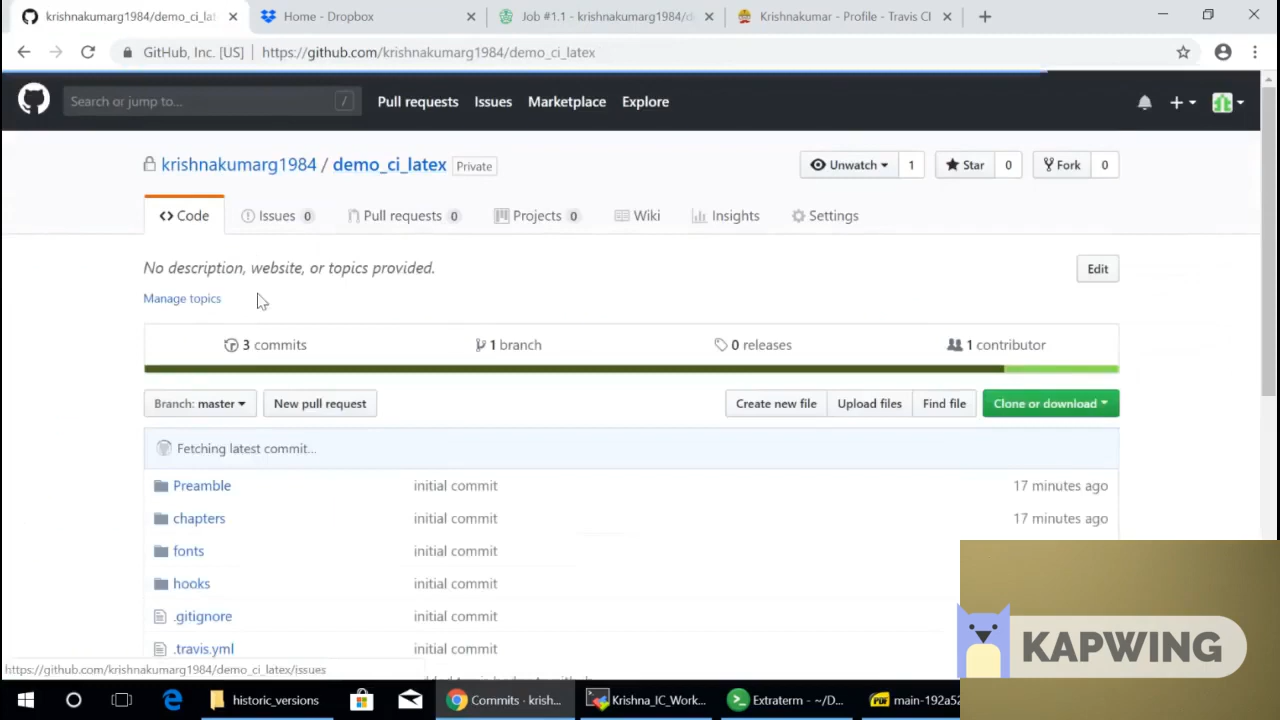 krishnakumarg1984/demo_ci_lat
Home - Dropbox
Job #1.1 - krishnakumarg1984/d
Krishnakumar - Profile - Travis CI
GitHub, Inc. [US] | https://github.com/krishnakumarg1984/demo_ci_latex
Search or jump to...
/
Pull requests
Issues
Marketplace
Explore
krishnakumarg1984 / demo_ci_latex
Private
Unwatch
1
Star
0
Fork
0
Code
Issues 0
Pull requests 0
Projects 0
Wiki
Insights
Settings
No description, website, or topics provided.
Edit
Manage topics
3 commits
1 branch
0 releases
1 contributor
Branch: master
New pull request
Create new file
Upload files
Find file
Clone or download
Fetching latest commit...
Preamble
initial commit
17 minutes ago
chapters
initial commit
17 minutes ago
fonts
initial commit
hooks
initial commit
.gitignore
initial commit
.travis.yml
initial commit
https://github.com/krishnakumarg1984/demo_ci_latex/issues
KAPWING
historic_versions
Commits - krish...
Krishna_IC_Work...
Extraterm - ~/D...
main-192a52